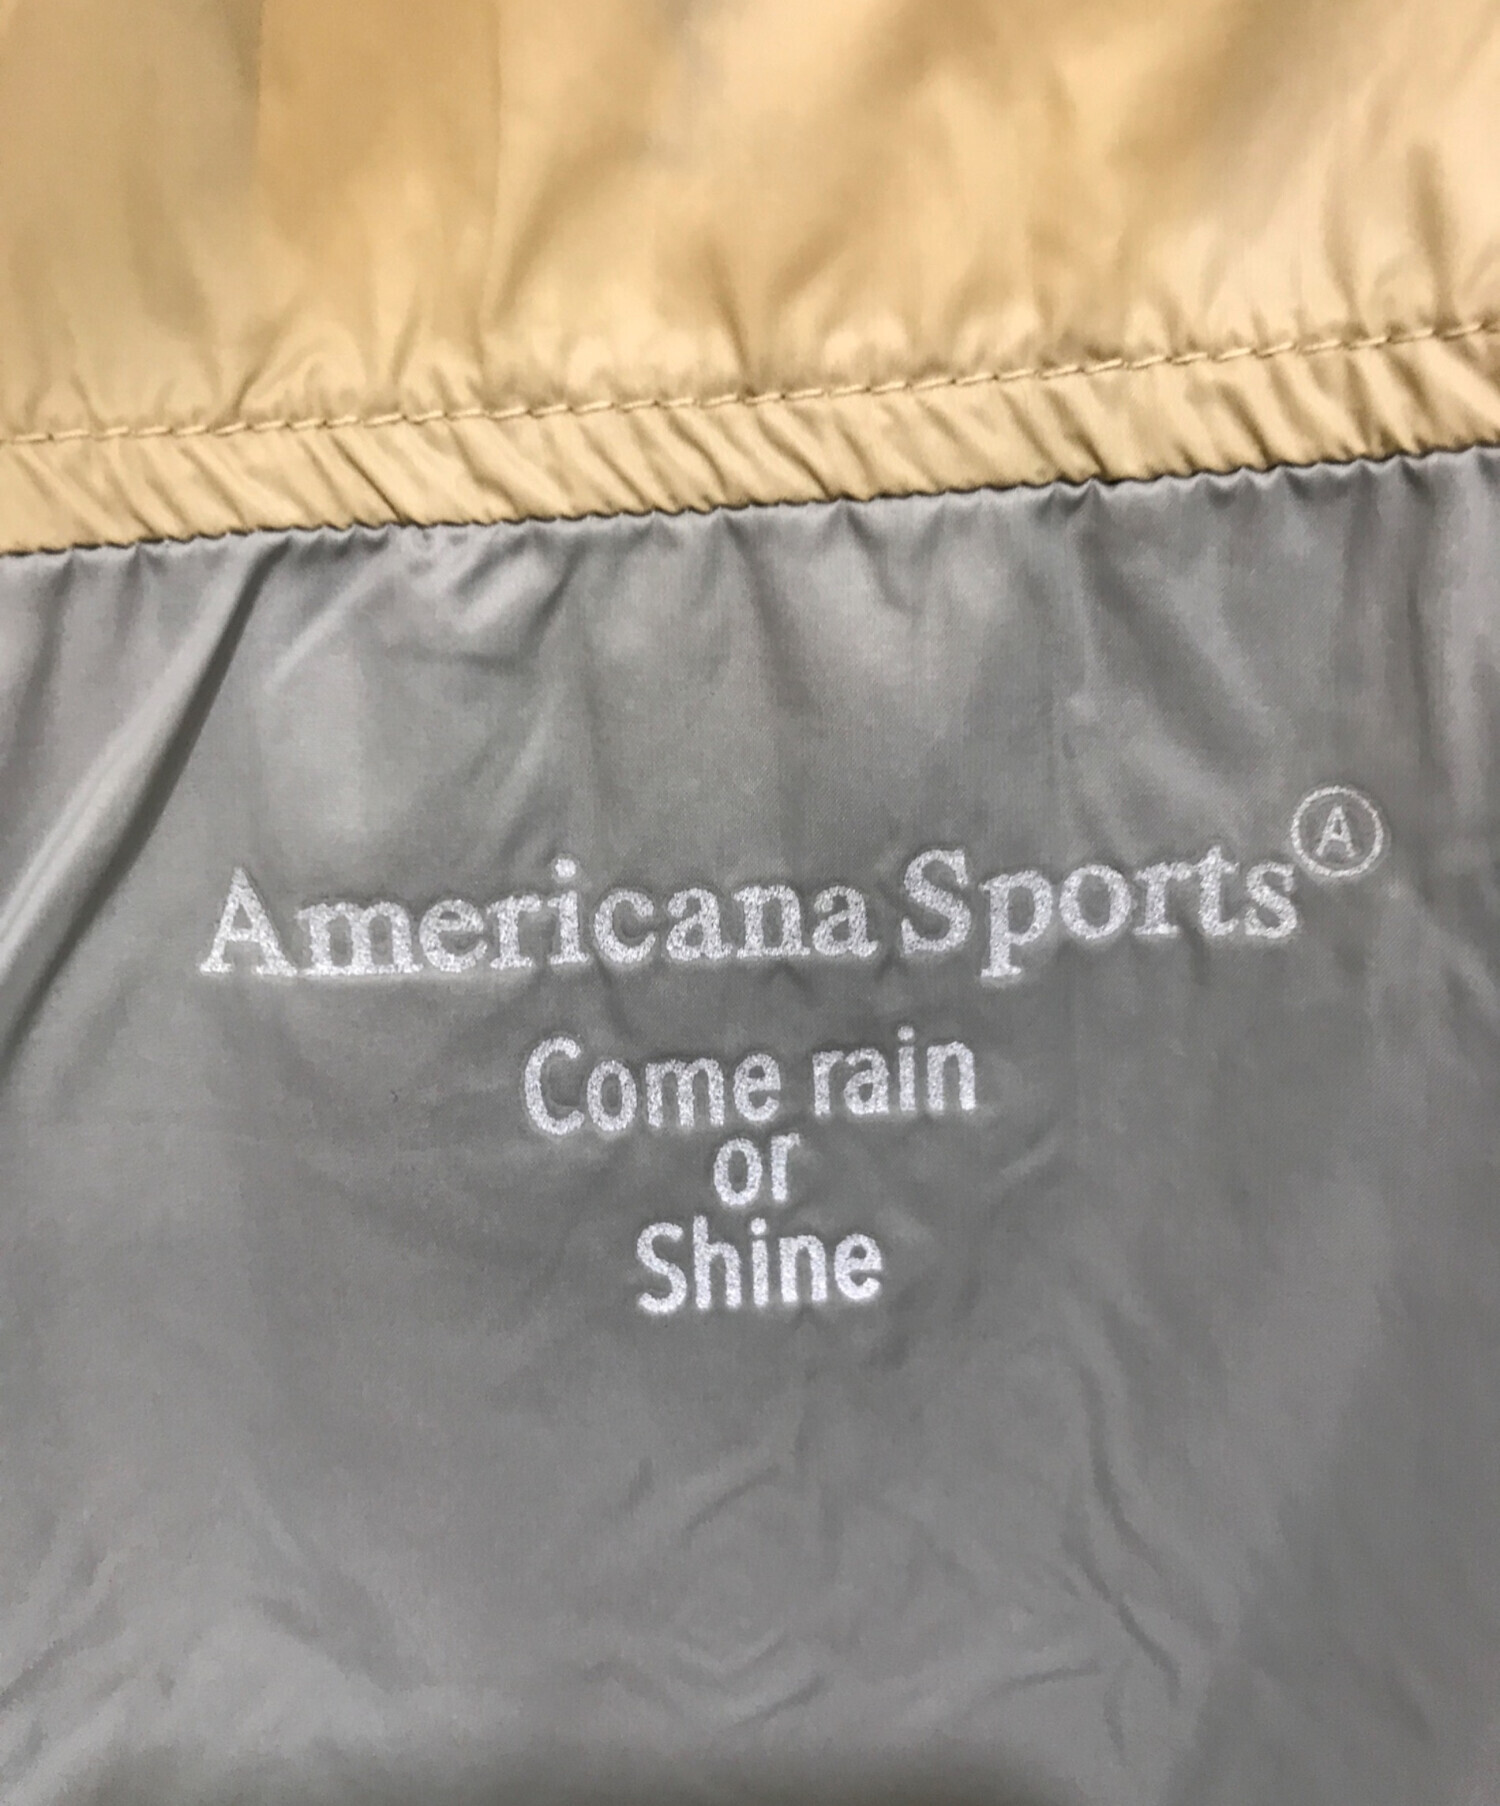 Americana Sports Ⓐ
Come rain
or
Shine